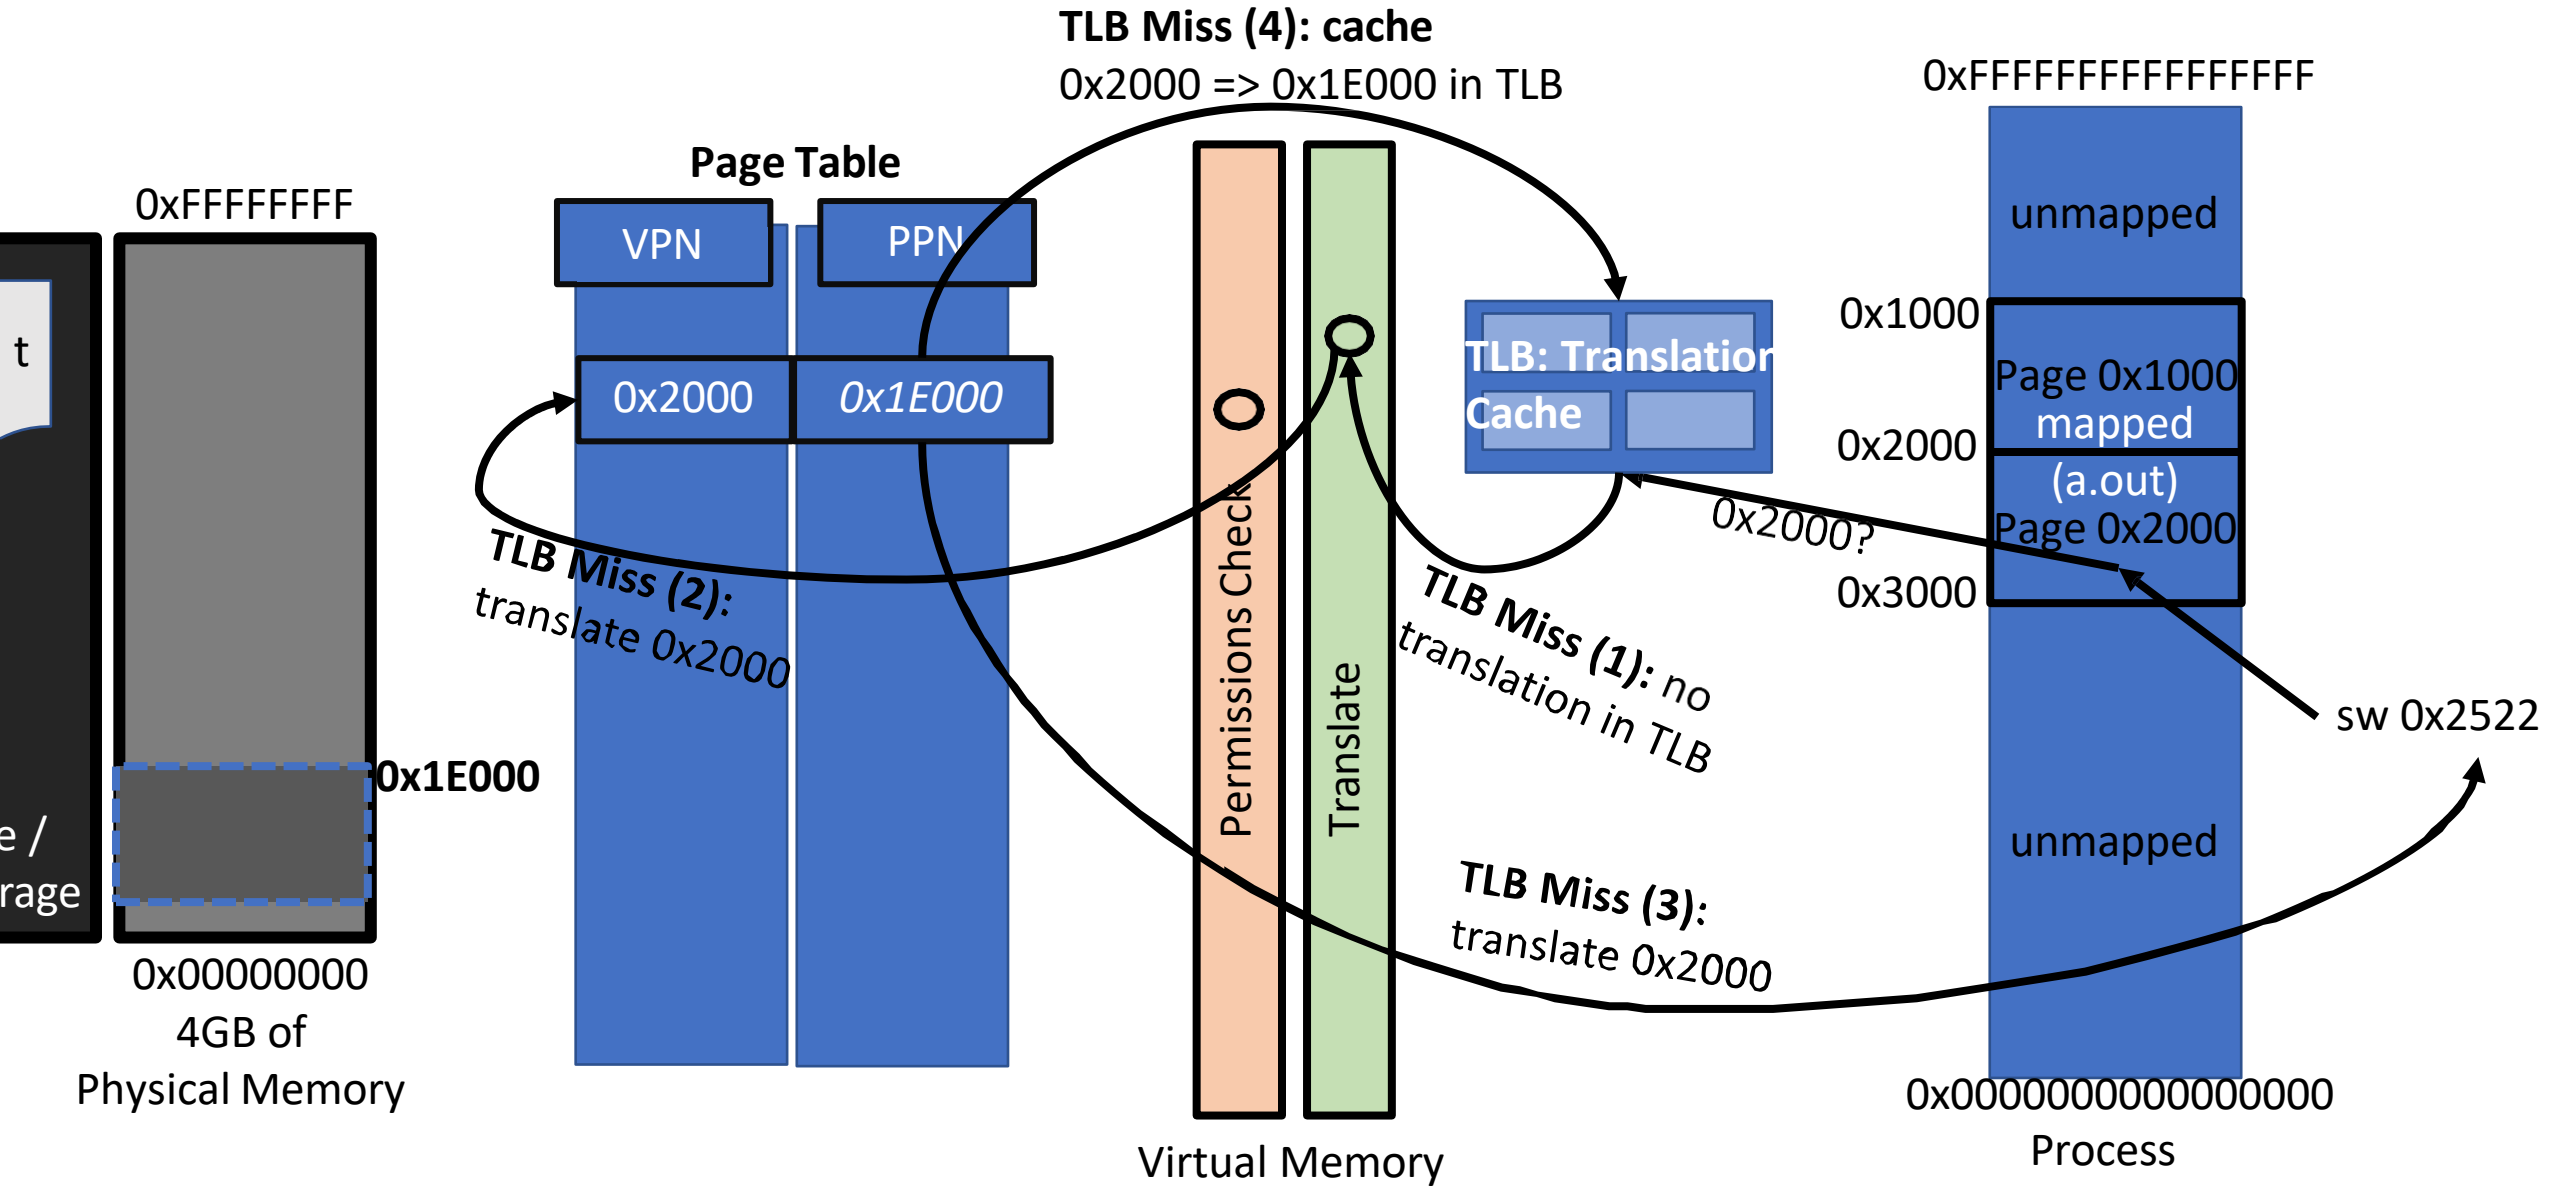 TLB Miss (4): cache
0x2000 => 0x1E000 in TLB
0xFFFFFFFFFFFFFFFF
Page Table
0xFFFFFFFF
VPN
PPN
unmapped
t
0x1000
TLB: Translation
Cache
Page 0x1000
mapped
0x2000
0x1E000
0x2000
(a.out)
Page 0x2000
0x2000?
0x3000
TLB Miss (2):
translate 0x2000
Permissions Check
Translate
TLB Miss (1): no
translation in TLB
sw 0x2522
0x1E000
e /
rage
unmapped
TLB Miss (3):
translate 0x2000
0x00000000
4GB of
Physical Memory
0x0000000000000000
Process
Virtual Memory